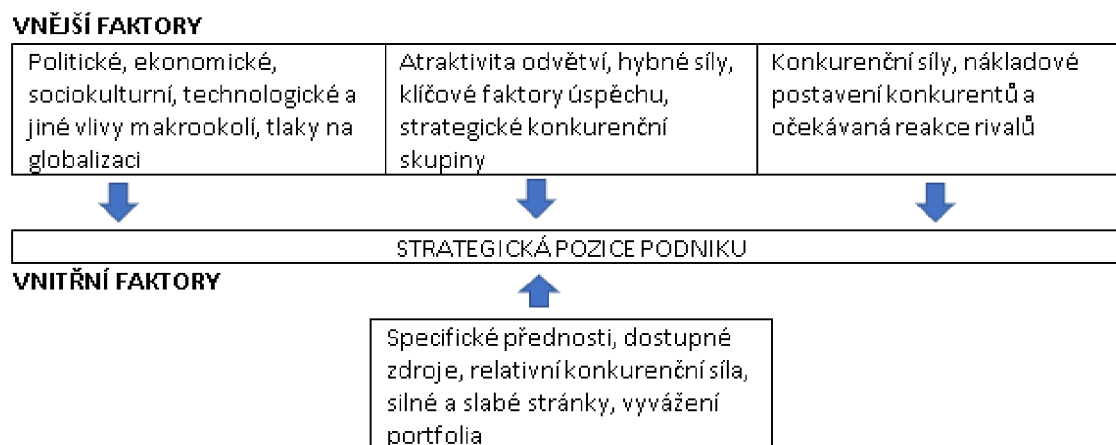 VNĚJŠÍ FAKTORY
Politické, ekonomické,
sociokulturní, technologické a
jiné vlivy makrookolí, tlaky na
globalizaci
Atraktivita odvětví, hybné síly,
klíčové faktory úspěchu,
strategické konkurenční
skupiny
Konkurenční síly, nákladové
postavení konkurentů a
očekávaná reakce rivalů
STRATEGICKÁ POZICE PODNIKU
VNITŘNÍ FAKTORY
Specifické přednosti, dostupné
zdroje, relativní konkurenční síla,
silné a slabé stránky, vyvážení
portfolia